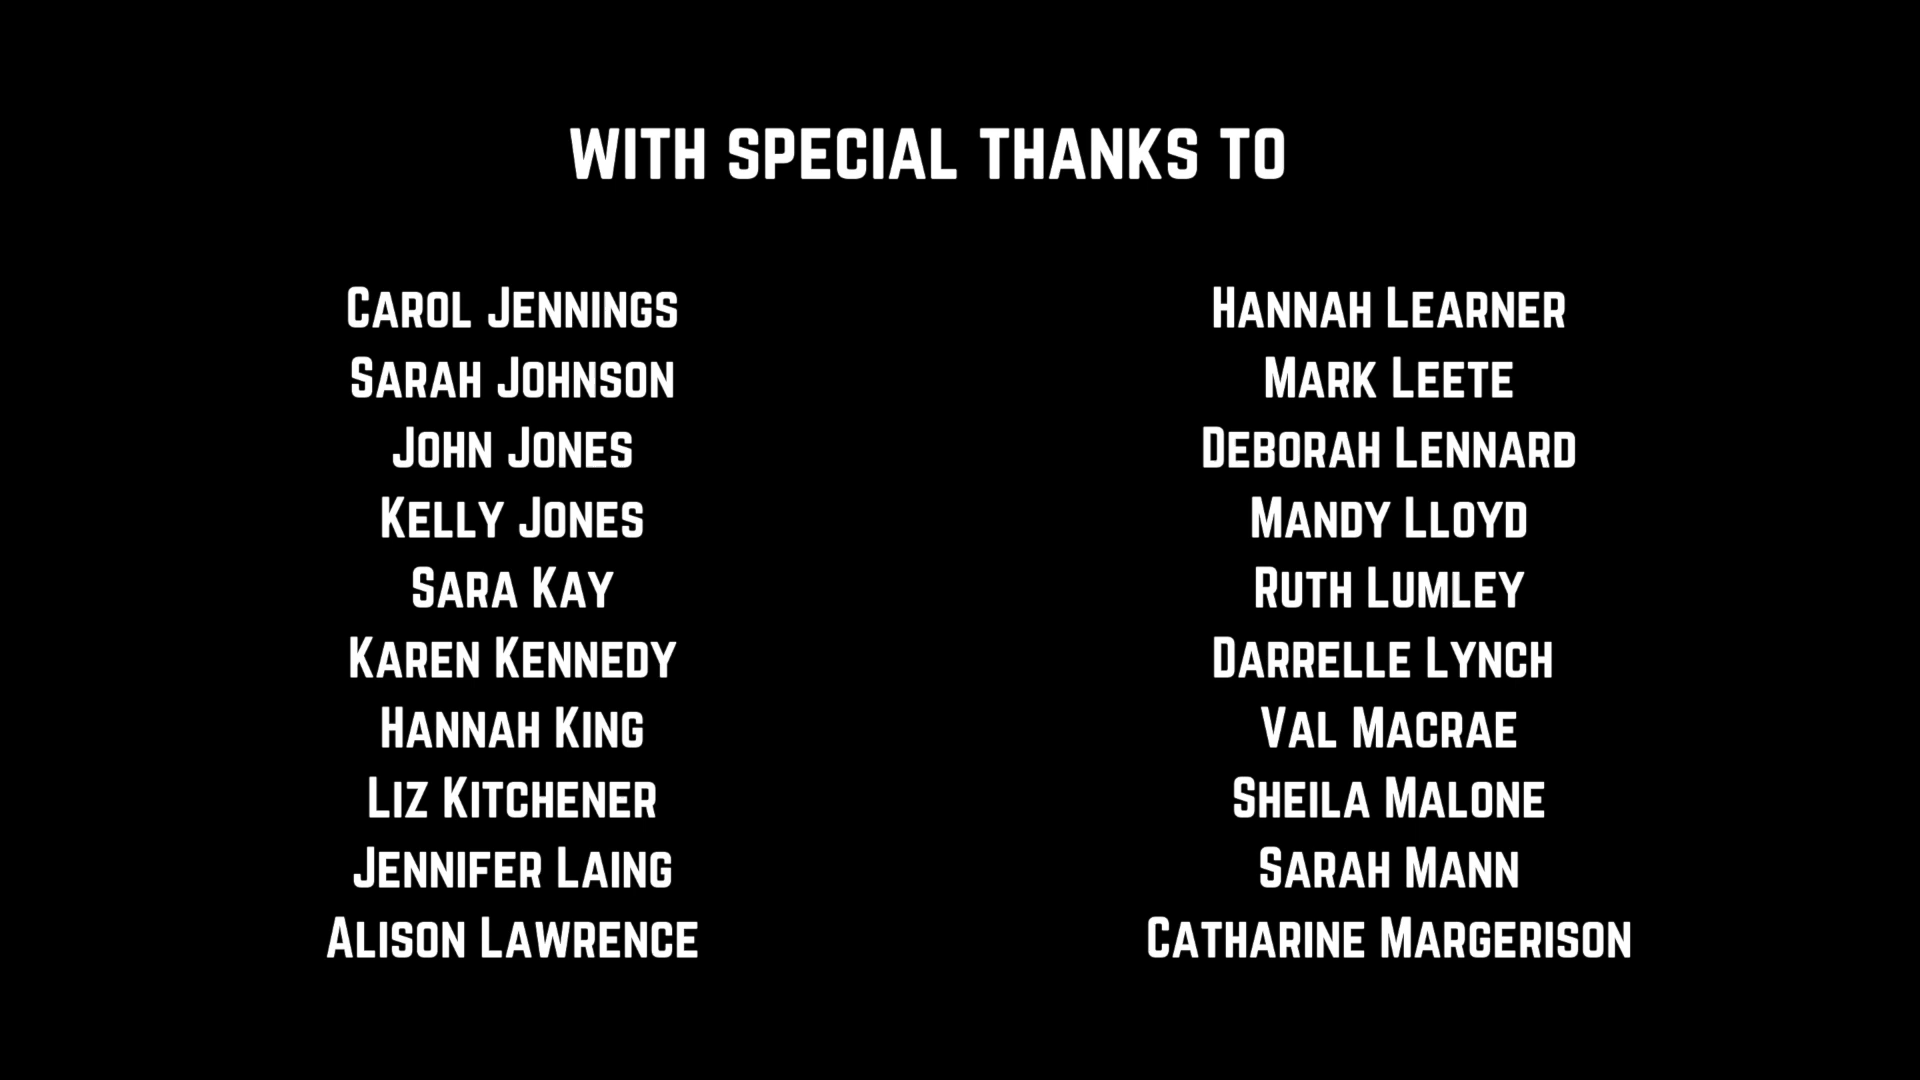 WITH SPECIAL THANKS TO
CAROL JENNINGS
SARAH JOHNSON
JOHN JONES
KELLY JONES
SARA KAY
KAREN KENNEDY
HANNAH KING
LIZ KITCHENER
JENNIFER LAING
ALISON LAWRENCE
HANNAH LEARNER
MARK LEETE
DEBORAH LENNARD
MANDY LLOYD
RUTH LUMLEY
DARRELLE LYNCH
VAL MACRAE
SHEILA MALONE
SARAH MANN
CATHARINE MARGERISON